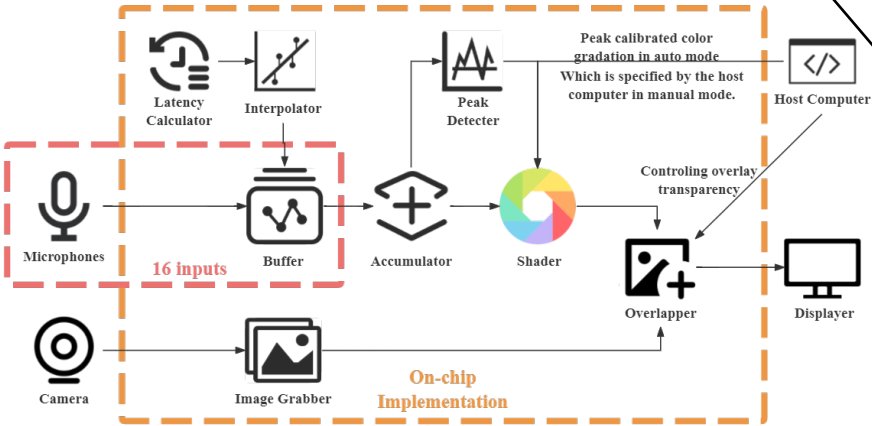 Peak calibrated color
gradation in auto mode
Which is specified by the host
computer in manual mode.
</>
Latency
Calculator
Interpolator
Peak
Detecter
Host Computer
Controling overlay
transparency
Microphones
16 inputs
Buffer
Accumulator
Shader
Overlapper
Displayer
Camera
Image Grabber
On-chip
Implementation